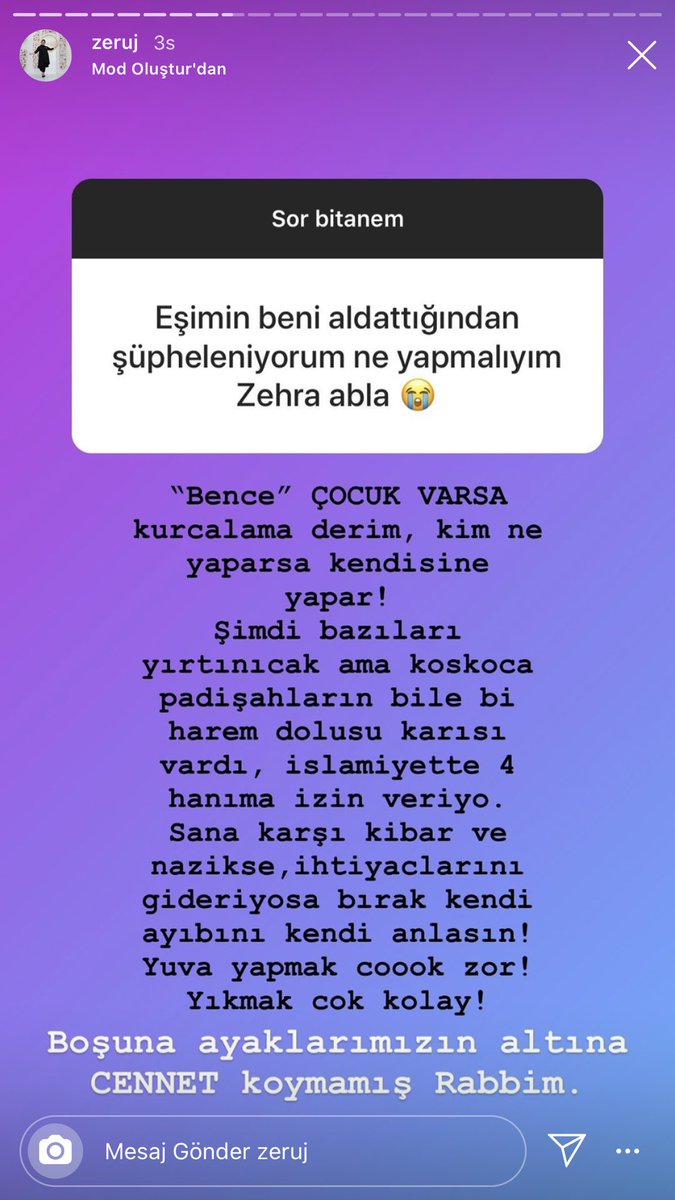 zeruj 3s
Mod Oluştur'dan
Sor bitanem
Eşimin beni aldattığından
şüpheleniyorum ne yapmalıyım
Zehra abla 😭
“Bence” ÇOCUK VARSA
kurcalama derim, kim ne
yaparsa kendisine
yapar!
Şimdi bazıları
yırtınıcak ama koskoca
padişahların bile bi
harem dolusu karısı
vardı, islamiyette 4
hanıma izin veriyo.
Sana karşı kibar ve
nazikse,ihtiyaclarını
gideriyosa bırak kendi
ayıbını kendi anlasın!
Yuva yapmak coook zor!
Yıkmak cok kolay!
Boşuna ayaklarımızın altına
CENNET koymamış Rabbim.
Mesaj Gönder zeruj